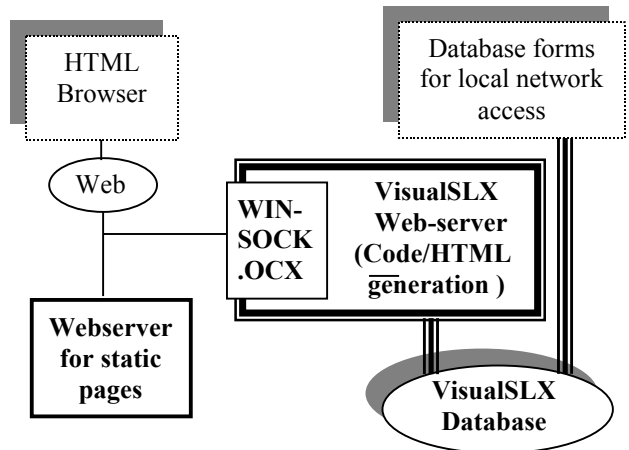 HTML
Browser
Database forms
for local network
access
Web
WIN-
SOCK
.OCX
VisualSLX
Web-server
(Code/HTML
generation )
Webserver
for static
pages
VisualSLX
Database